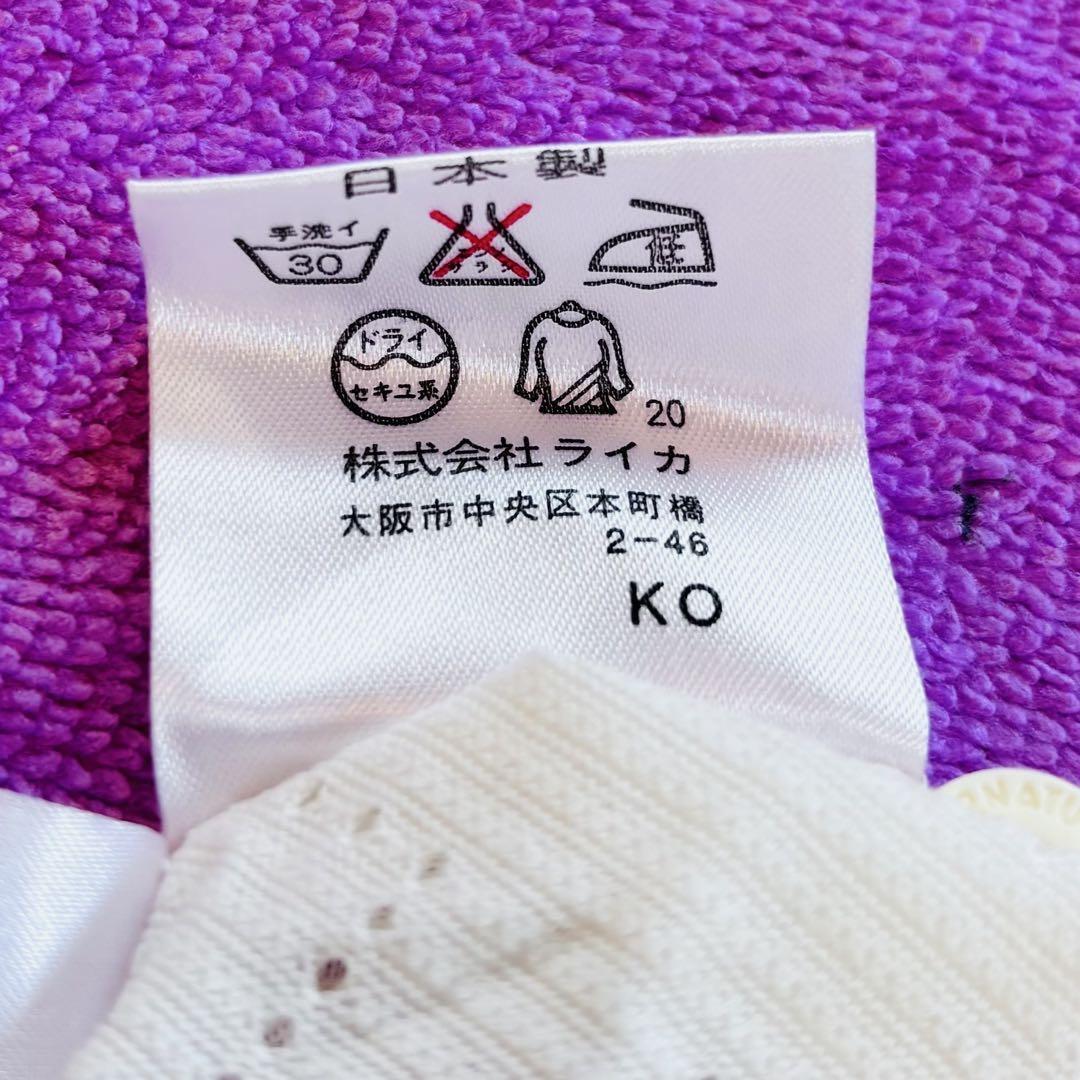 日本製
手洗イ
30
低
ドライ
セキユ系
20
株式会社ライカ
大阪市中央区本町橋
2-46
KO